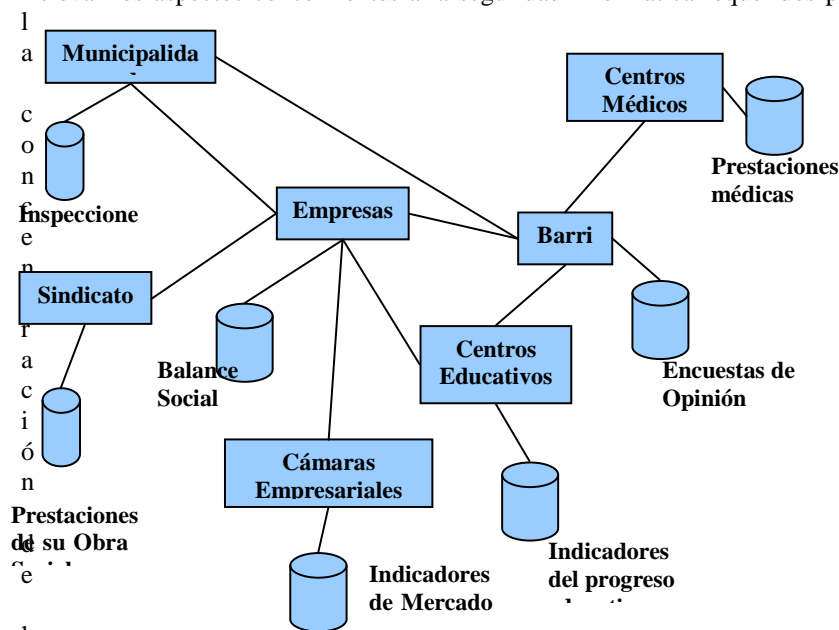 Municipalida
Centros
Médicos
Prestaciones
médicas
Inspeccione
Empresas
Barri
Sindicato
Balance
Social
Centros
Educativos
Encuestas de
Opinión
Cámaras
Empresariales
Prestaciones
de su Obra
Indicadores
de Mercado
Indicadores
del progreso
l
a
c
o
n
c
e
n
r
a
c
i
ó
n
d
e
l